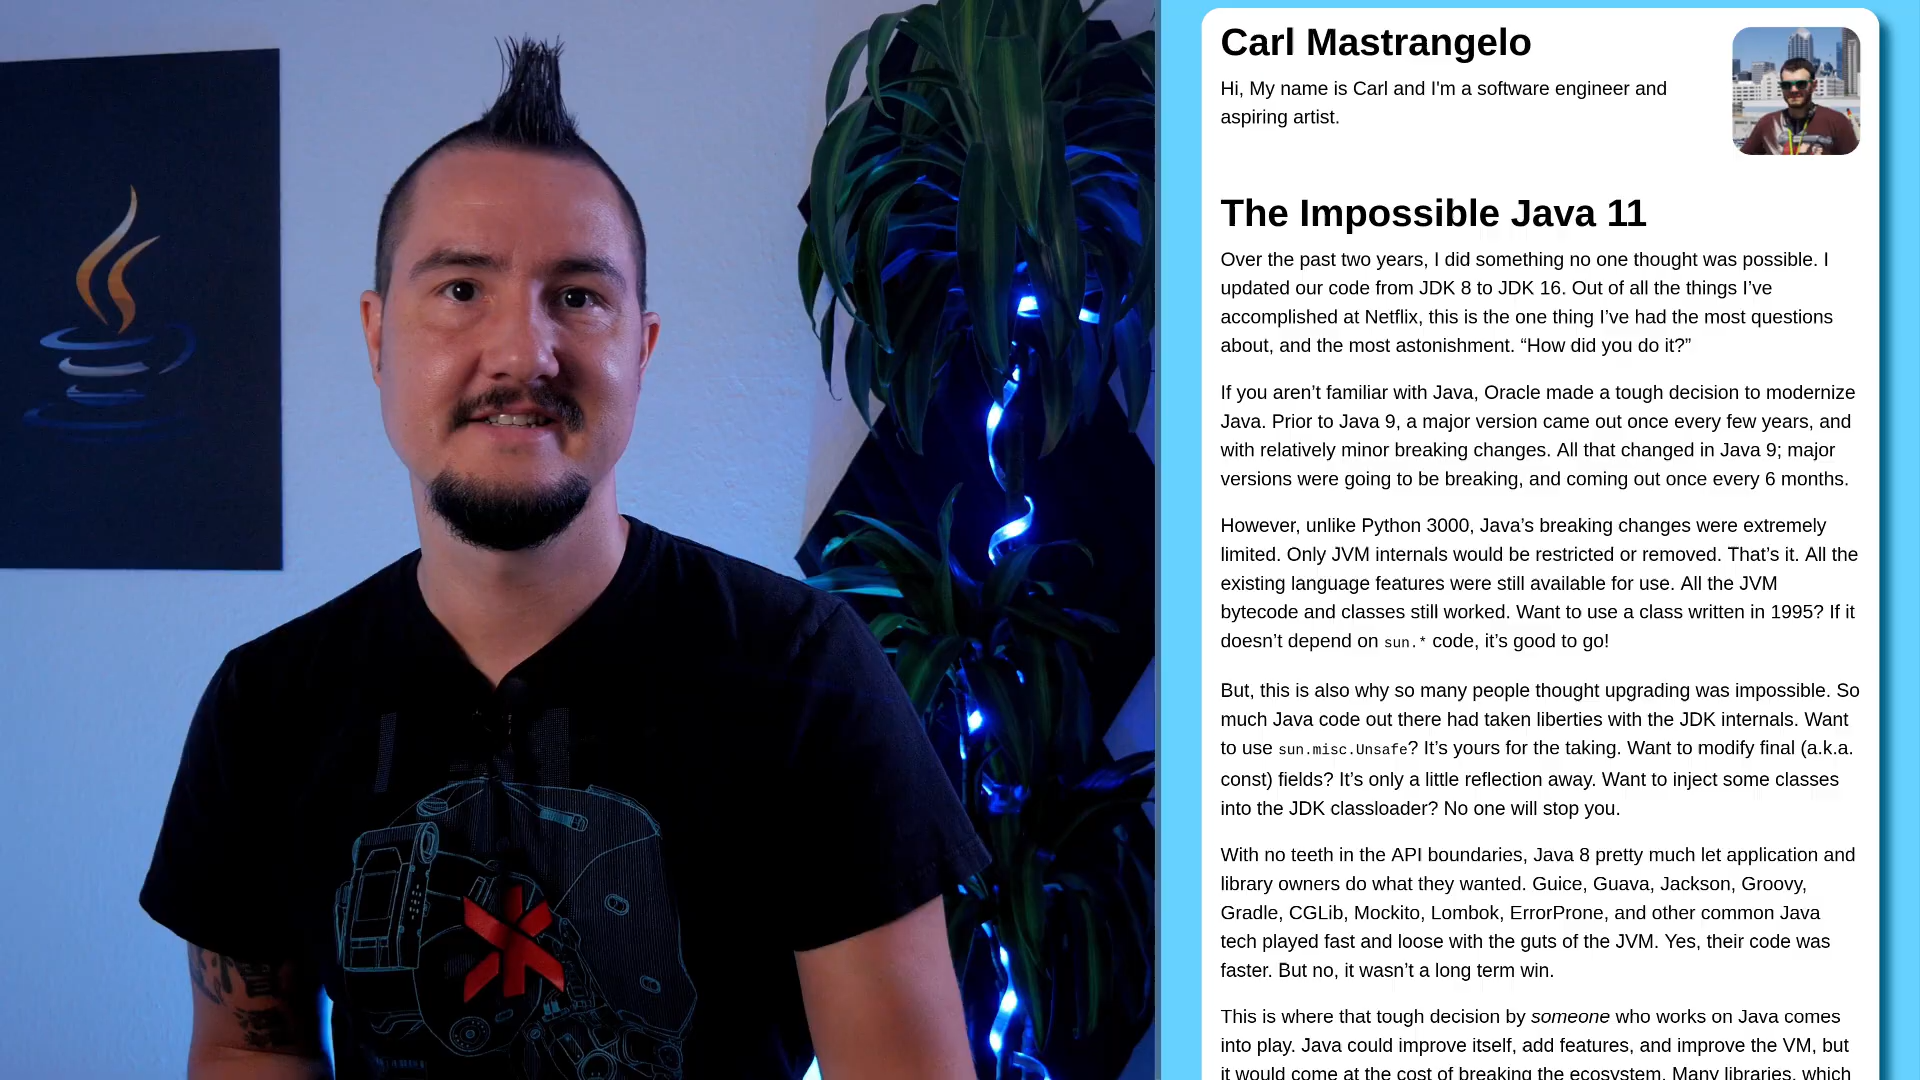 Carl Mastrangelo
Hi, My name is Carl and I'm a software engineer and
aspiring artist.
The Impossible Java 11
Over the past two years, I did something no one thought was possible. I
updated our code from JDK 8 to JDK 16. Out of all the things I’ve
accomplished at Netflix, this is the one thing I’ve had the most questions
about, and the most astonishment. “How did you do it?”
If you aren’t familiar with Java, Oracle made a tough decision to modernize
Java. Prior to Java 9, a major version came out once every few years, and
with relatively minor breaking changes. All that changed in Java 9; major
versions were going to be breaking, and coming out once every 6 months.
However, unlike Python 3000, Java’s breaking changes were extremely
limited. Only JVM internals would be restricted or removed. That’s it. All the
existing language features were still available for use. All the JVM
bytecode and classes still worked. Want to use a class written in 1995? If it
doesn’t depend on sun.* code, it’s good to go!
But, this is also why so many people thought upgrading was impossible. So
much Java code out there had taken liberties with the JDK internals. Want
to use sun.misc.Unsafe? It’s yours for the taking. Want to modify final (a.k.a.
const) fields? It’s only a little reflection away. Want to inject some classes
into the JDK classloader? No one will stop you.
With no teeth in the API boundaries, Java 8 pretty much let application and
library owners do what they wanted. Guice, Guava, Jackson, Groovy,
Gradle, CGLib, Mockito, Lombok, ErrorProne, and other common Java
tech played fast and loose with the guts of the JVM. Yes, their code was
faster. But no, it wasn’t a long term win.
This is where that tough decision by someone who works on Java comes
into play. Java could improve itself, add features, and improve the VM, but
it would come at the cost of breaking the ecosystem. Many libraries, which